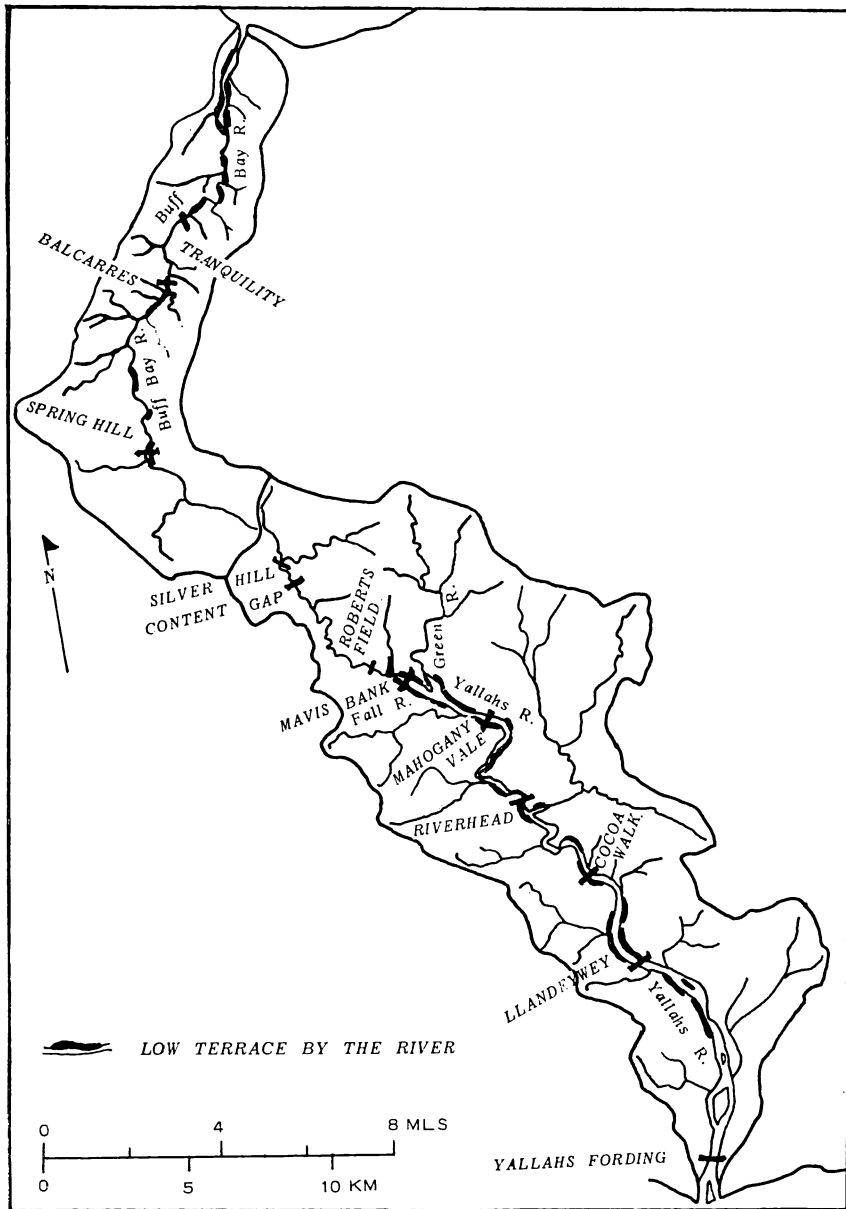 Bay R.
Buff
TRANQUILITY
BALCARRES
Buff Bay R.
SPRING HILL
N
SILVER HILL
CONTENT GAP
ROBERTS
FIELD
Green R.
Yallahs R.
MAVIS BANK
Fall R.
MAHOGANY
VALE
RIVERHEAD
COCOA
WALK.
LLANDEYWEY
Yallahs R.
LOW TERRACE BY THE RIVER
0 4 8 MLS
0 5 10 KM
YALLAHS FORDING